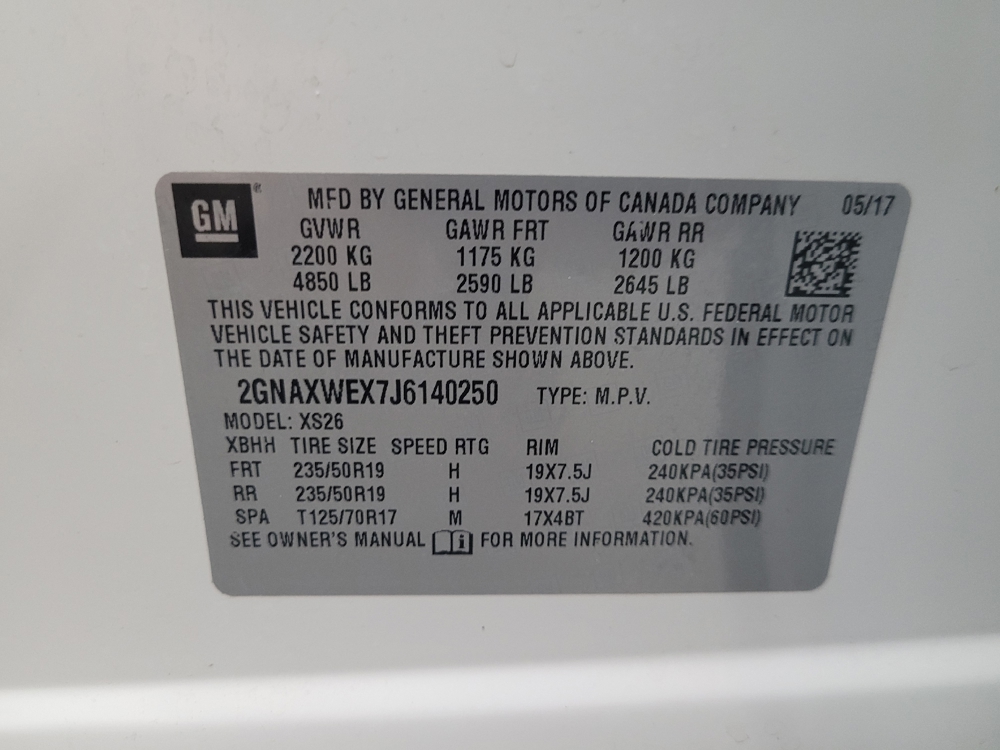 GM ® MFD BY GENERAL MOTORS OF CANADA COMPANY 05/17
GVWR GAWR FRT GAWR RR
2200 KG 1175 KG 1200 KG
4850 LB 2590 LB 2645 LB
THIS VEHICLE CONFORMS TO ALL APPLICABLE U.S. FEDERAL MOTOR
VEHICLE SAFETY AND THEFT PREVENTION STANDARDS IN EFFECT ON
THE DATE OF MANUFACTURE SHOWN ABOVE.
2GNAXWEX7J6140250 TYPE: M.P.V.
MODEL: XS26
XBHH TIRE SIZE SPEED RTG RIM COLD TIRE PRESSURE
FRT 235/50R19 H 19X7.5J 240KPA(35PSI)
RR 235/50R19 H 19X7.5J 240KPA(35PSI)
SPA T125/70R17 M 17X4BT 420KPA(60PSI)
SEE OWNER'S MANUAL i FOR MORE INFORMATION.